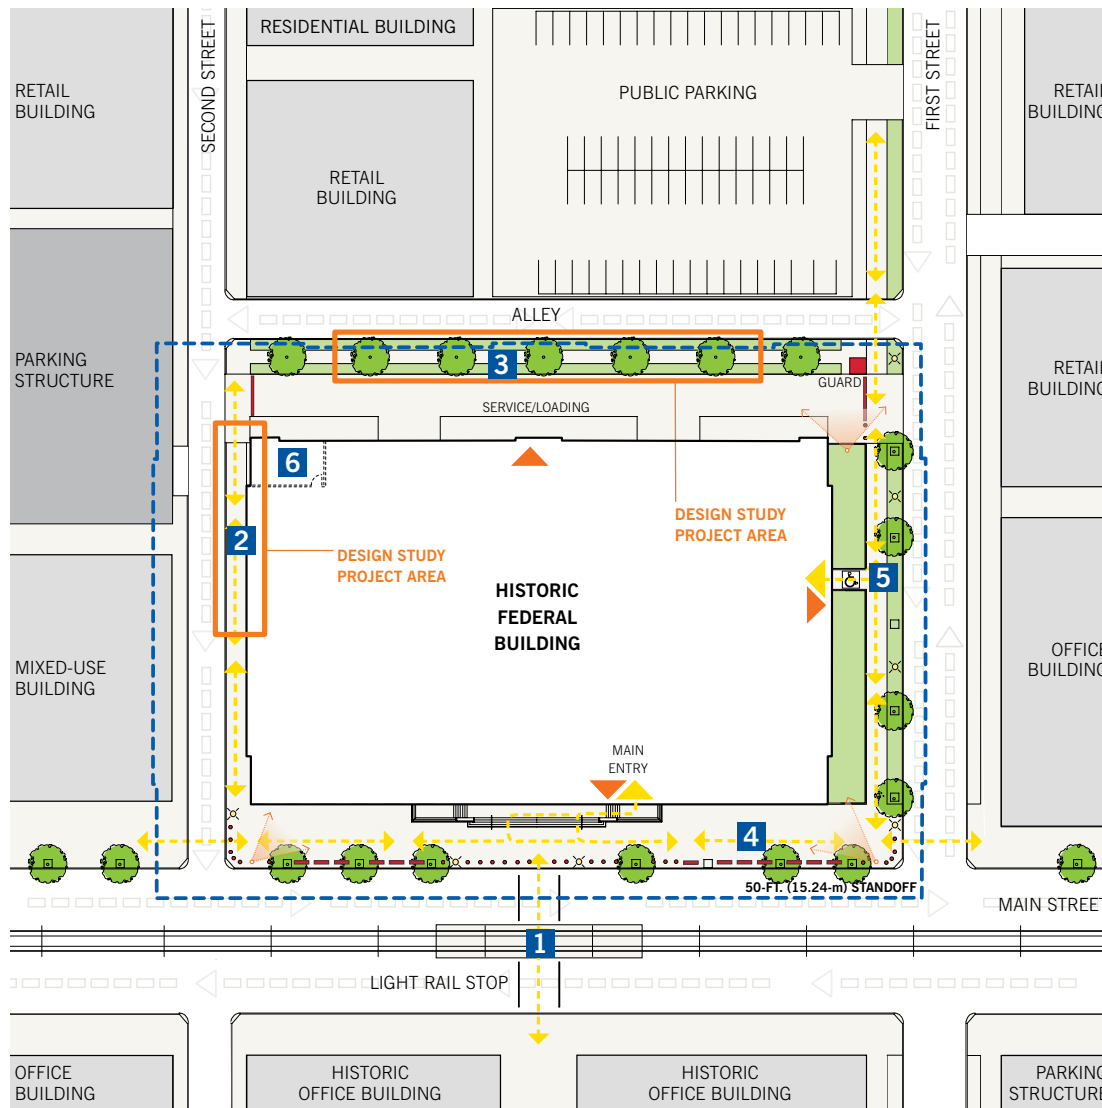 RESIDENTIAL BUILDING
SECOND STREET
FIRST STREET
RETAIL
BUILDING
PUBLIC PARKING
RETAIL
BUILDING
RETAIL
BUILDING
ALLEY
PARKING
STRUCTURE
3
GUARD
RETAIL
BUILDING
SERVICE/LOADING
6
2
DESIGN STUDY
PROJECT AREA
DESIGN STUDY
PROJECT AREA
5
HISTORIC
FEDERAL
BUILDING
MIXED-USE
BUILDING
OFFICE
BUILDING
MAIN
ENTRY
4
50-FT. (15.24-m) STANDOFF
MAIN STREET
1
LIGHT RAIL STOP
OFFICE
BUILDING
HISTORIC
OFFICE BUILDING
HISTORIC
OFFICE BUILDING
PARKING
STRUCTURE